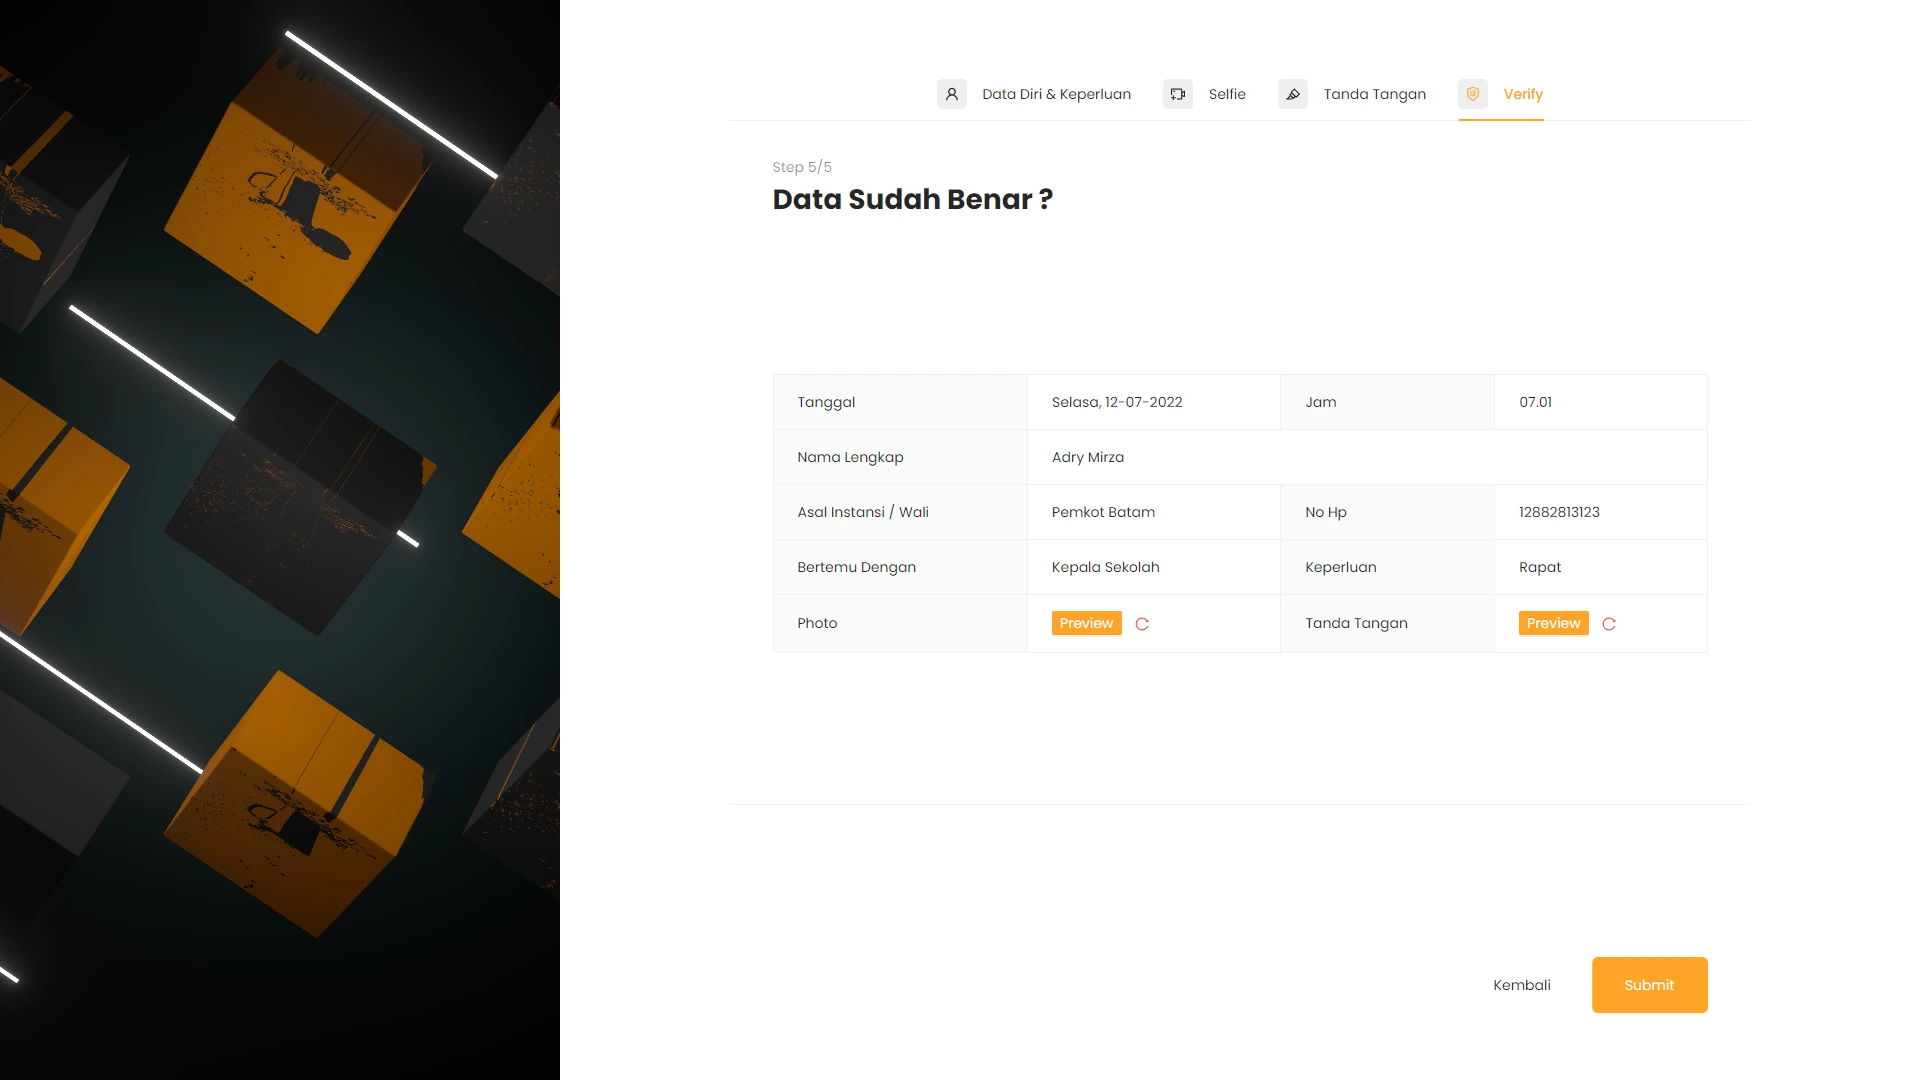 Data Diri & Keperluan Selfie Tanda Tangan Verify
Step 5/5
Data Sudah Benar ?
Tanggal Selasa, 12-07-2022 Jam 07.01
Nama Lengkap Adry Mirza
Asal Instansi / Wali Pemkot Batam No Hp 12882813123
Bertemu Dengan Kepala Sekolah Keperluan Rapat
Photo Preview Tanda Tangan Preview
Kembali Submit